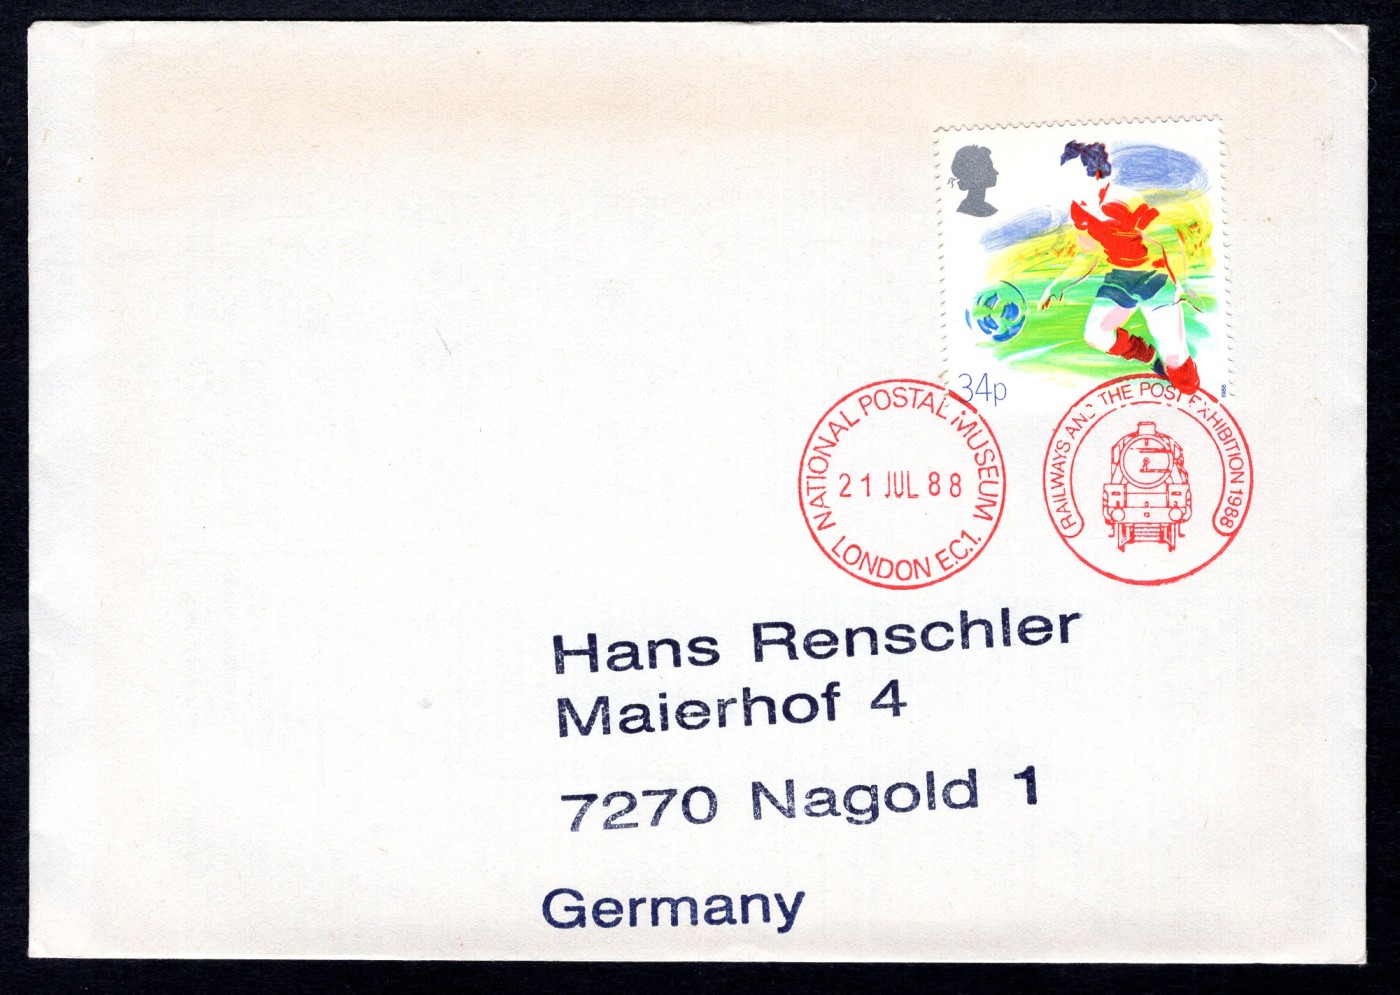 34p
1988
NATIONAL POSTAL MUSEUM
21 JUL 88
LONDON E.C.1.
RAILWAYS AND THE POST EXHIBITION 1988
Hans Renschler
Maierhof 4
7270 Nagold 1
Germany